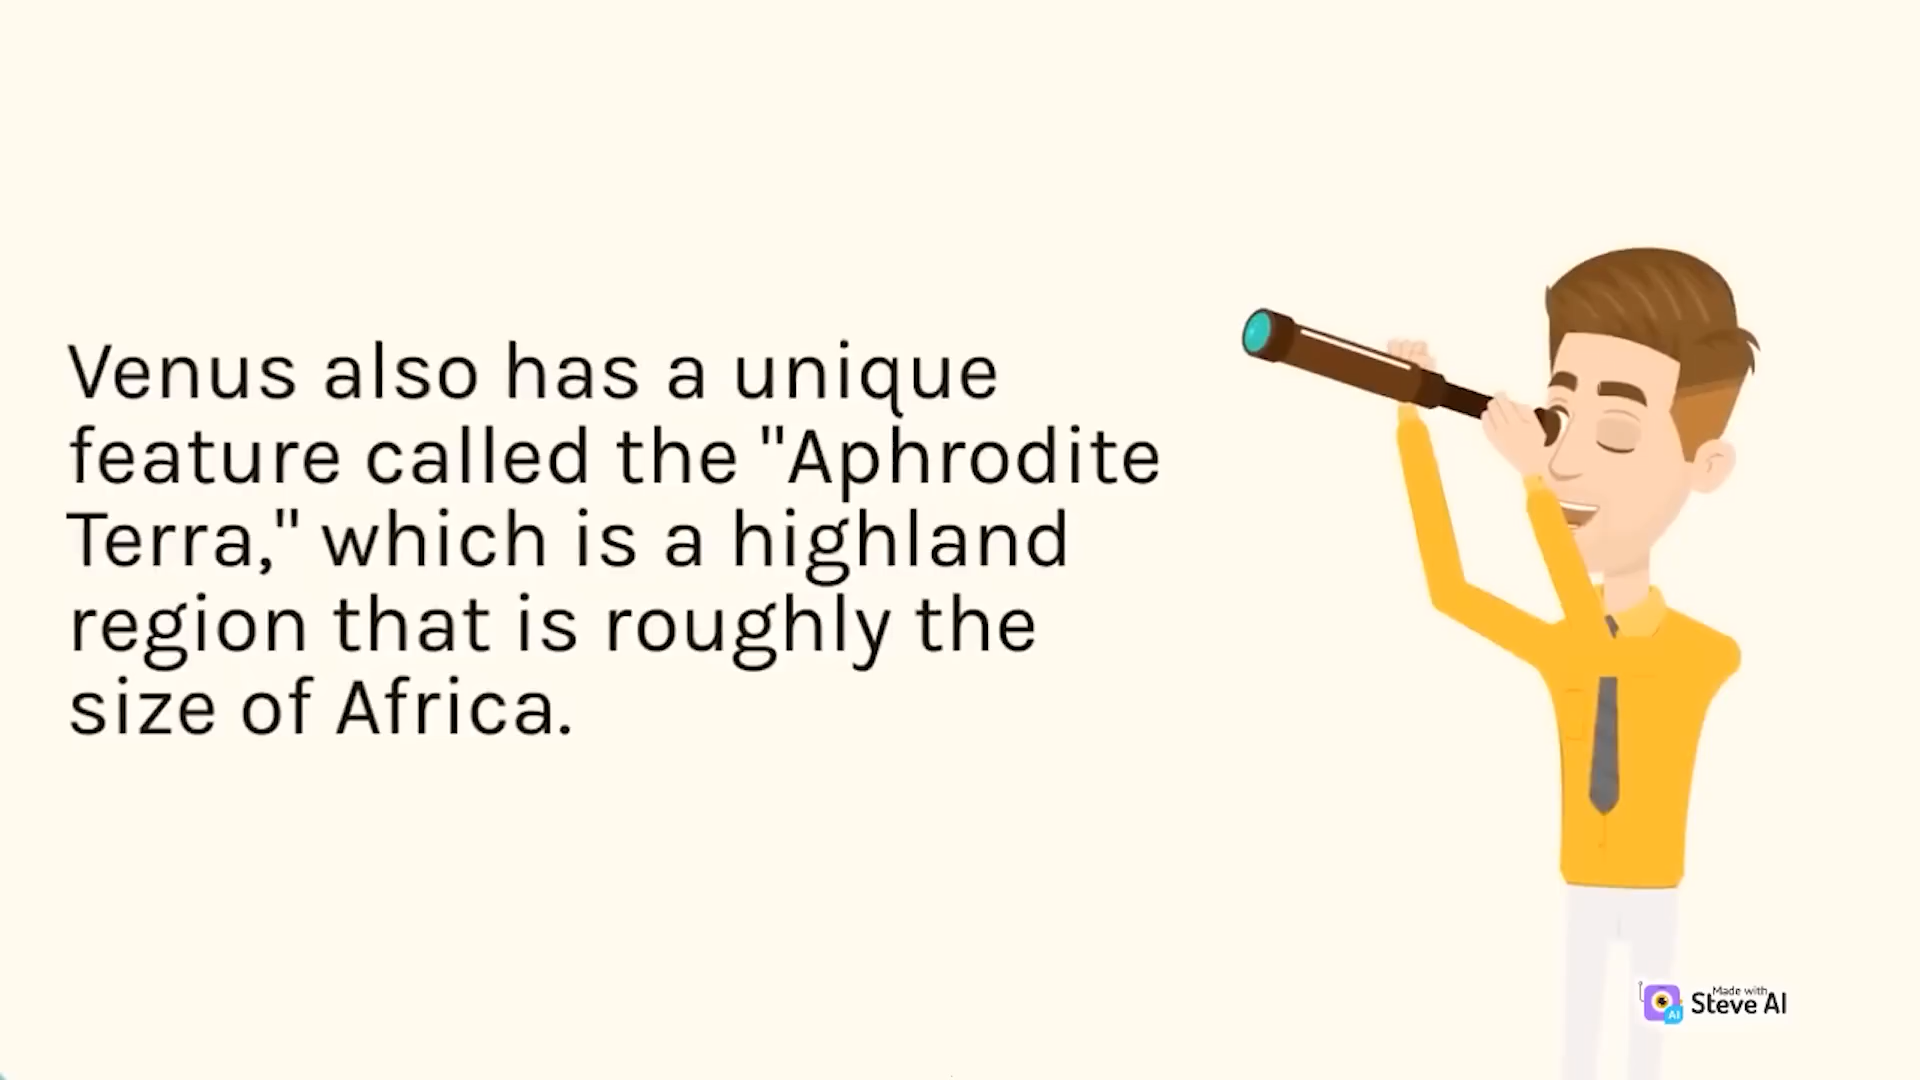 Venus also has a unique
feature called the "Aphrodite
Terra," which is a highland
region that is roughly the
size of Africa.
Made with
Steve AI
AI